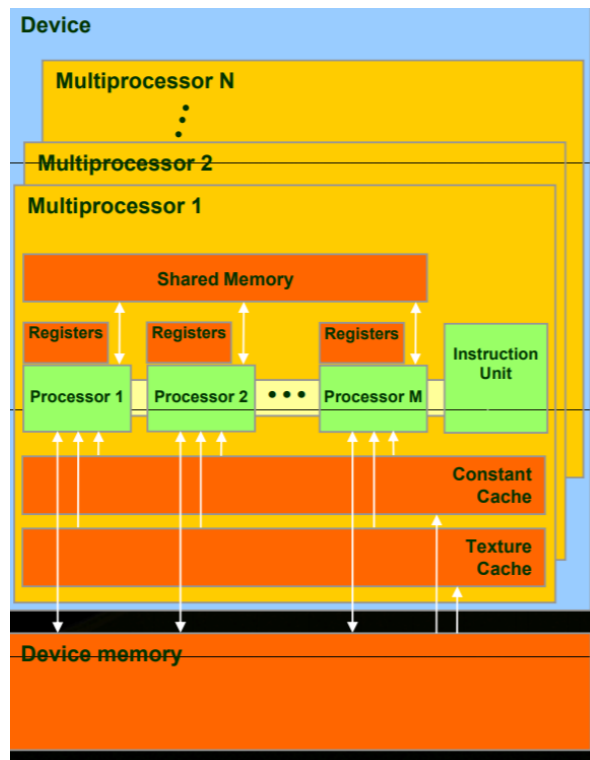 Device
Multiprocessor N
Multiprocessor 2
Multiprocessor 1
Shared Memory
Registers
Registers
Registers
Instruction
Unit
Processor 1
Processor 2
•••
Processor M
Constant
Cache
Texture
Cache
Device memory